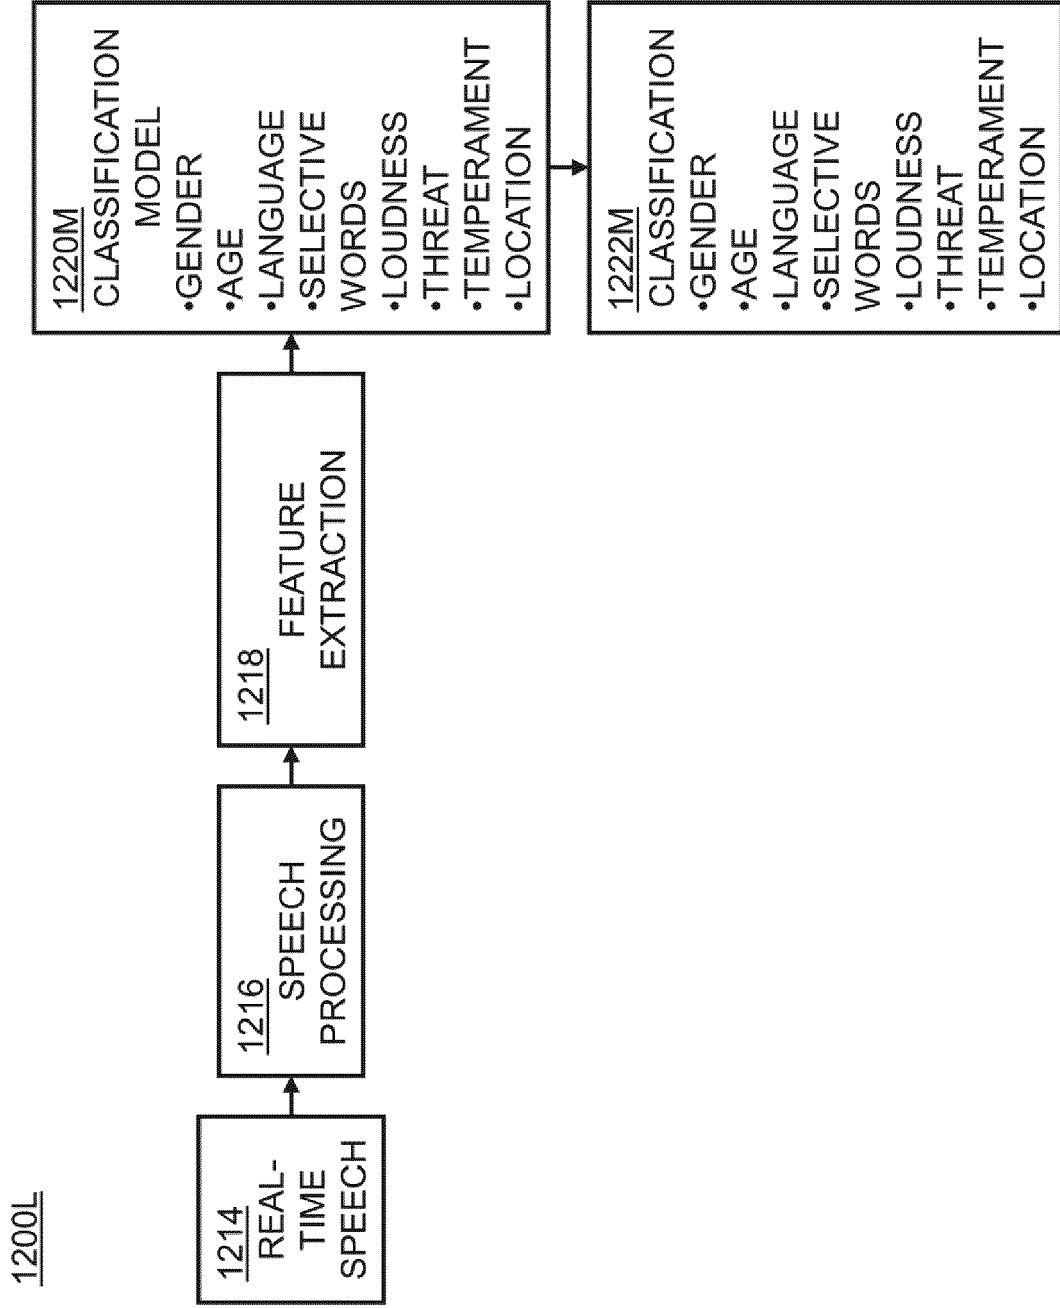 1200L
1214
REAL-
TIME
SPEECH
1216
SPEECH
PROCESSING
1218
FEATURE
EXTRACTION
1220M
CLASSIFICATION
MODEL
•GENDER
•AGE
•LANGUAGE
•SELECTIVE
WORDS
•LOUDNESS
•THREAT
•TEMPERAMENT
•LOCATION
1222M
CLASSIFICATION
•GENDER
•AGE
•LANGUAGE
•SELECTIVE
WORDS
•LOUDNESS
•THREAT
•TEMPERAMENT
•LOCATION